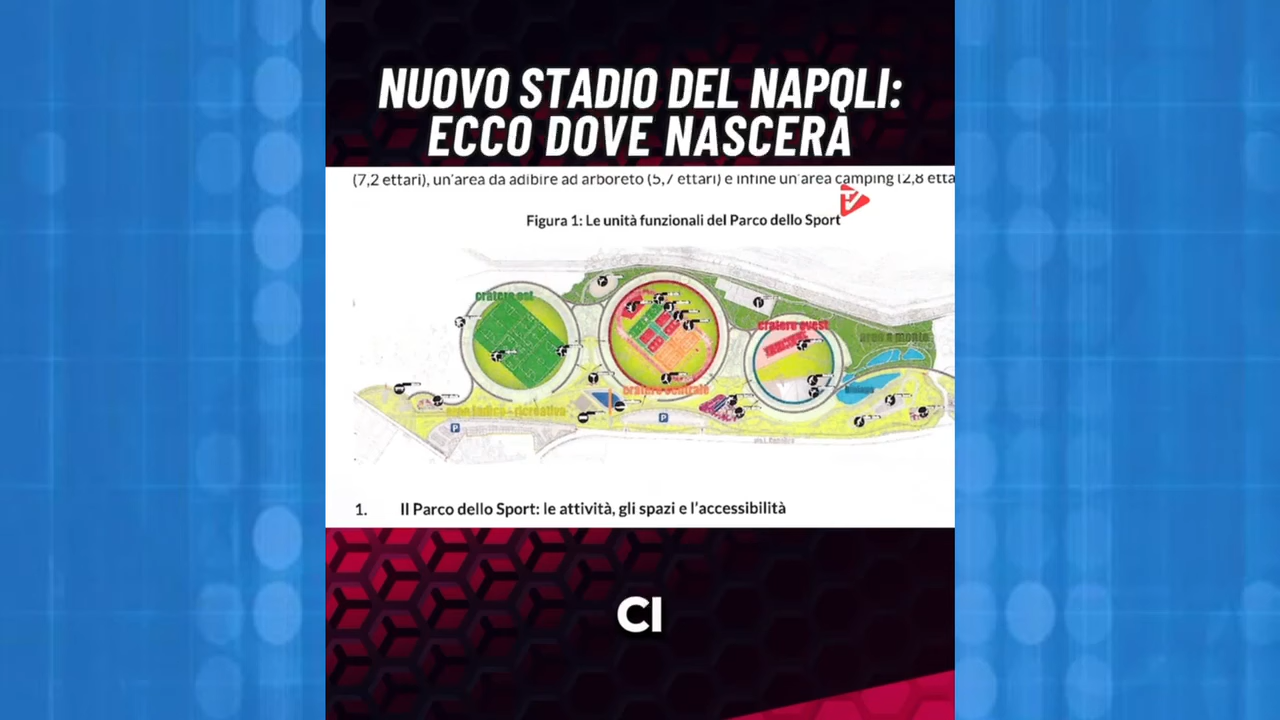 NUOVO STADIO DEL NAPOLI:
ECCO DOVE NASCERÀ
(7,2 ettari), un'area da adibire ad arboreto (5,7 ettari) e infine un'area camping (2,8 etta
Figura 1: Le unità funzionali del Parco dello Sport
cratere est
cratere ovest
area a monte
cratere centrale
area ludico - ricreativa
P
P
1. Il Parco dello Sport: le attività, gli spazi e l'accessibilità
CI